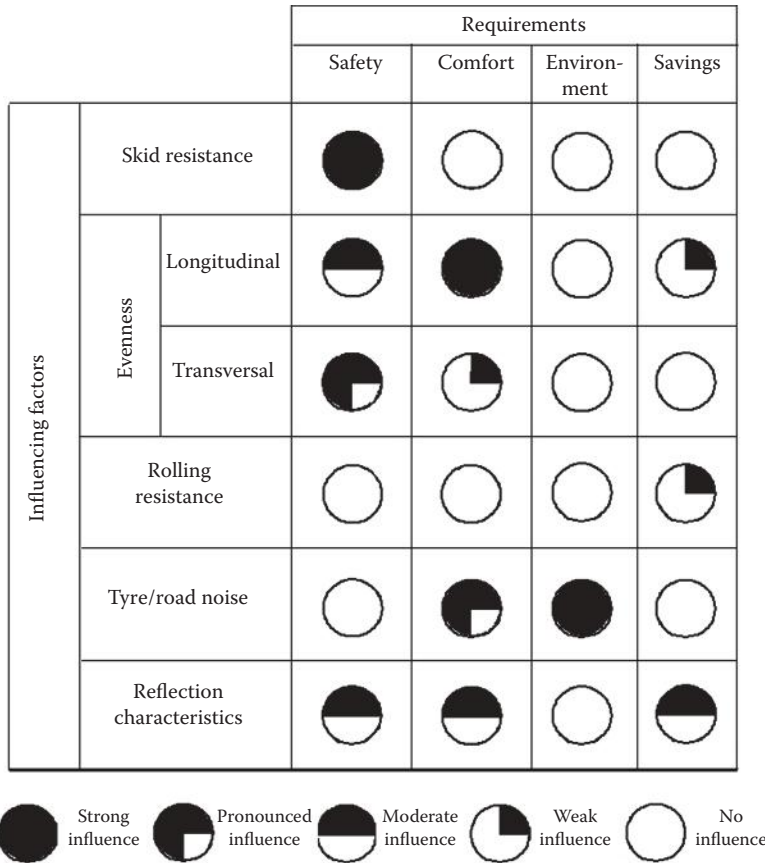 Requirements
Safety
Comfort
Environ-
ment
Savings
Influencing factors
Skid resistance
Evenness
Longitudinal
Transversal
Rolling
resistance
Tyre/road noise
Reflection
characteristics
Strong
influence
Pronounced
influence
Moderate
influence
Weak
influence
No
influence